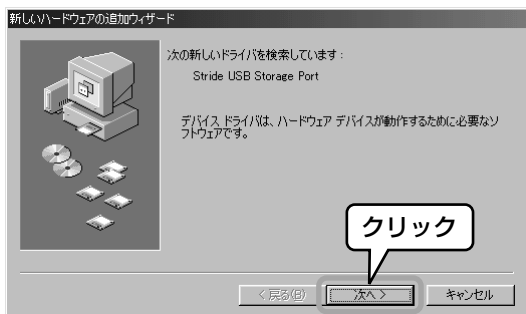 新しいハードウェアの追加ウィザード
次の新しいドライバを検索しています：
Stride USB Storage Port
デバイス ドライバは、ハードウェア デバイスが動作するために必要なソ
フトウェアです。
クリック
< 戻る(B)
次へ >
キャンセル